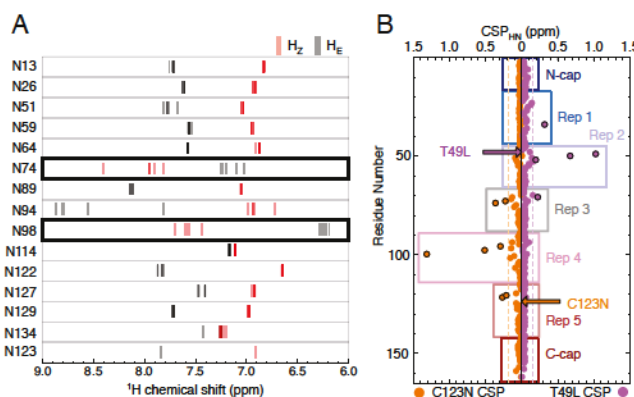 A
H_Z H_E
N13
N26
N51
N59
N64
N74
N89
N94
N98
N114
N122
N127
N129
N134
N123
9.0 8.5 8.0 7.5 7.0 6.5 6.0
¹H chemical shift (ppm)
B
CSP_HN (ppm)
1.5 1.0 0.5 0 0.5 1.0 1.5
N-cap
Rep 1
Rep 2
T49L
50
Rep 3
Residue Number
100
Rep 4
C123N
Rep 5
150
C-cap
C123N CSP T49L CSP